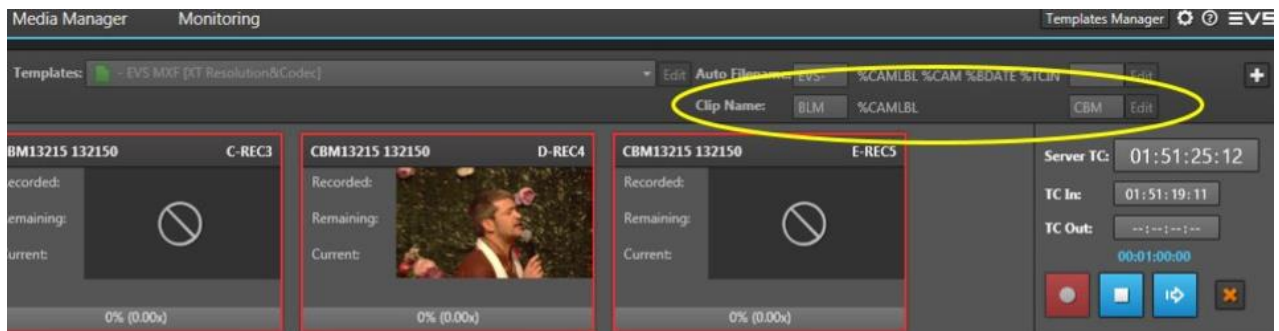 Media Manager Monitoring Templates Manager EVS
Templates: - EVS MXF [XT Resolution&Codec] Edit Auto Filename: EVS- %CAMLBL %CAM %BDATE %TCIN Edit
Clip Name: BLM %CAMLBL CBM Edit
BM13215 132150 C-REC3
ecorded:
emaining:
urrent:
0% (0.00x)
CBM13215 132150 D-REC4
Recorded:
Remaining:
Current:
0% (0.00x)
CBM13215 132150 E-REC5
Recorded:
Remaining:
Current:
0% (0.00x)
Server TC: 01:51:25:12
TC In: 01:51:19:11
TC Out: --:--:--:--
00:01:00:00